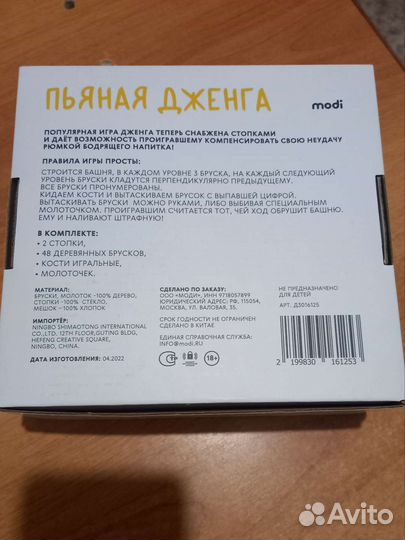 ПЬЯНАЯ ДЖЕНГА
modi
ПОПУЛЯРНАЯ ИГРА ДЖЕНГА ТЕПЕРЬ СНАБЖЕНА СТОПКАМИ
И ДАЁТ ВОЗМОЖНОСТЬ ПРОИГРАВШЕМУ КОМПЕНСИРОВАТЬ СВОЮ НЕУДАЧУ
РЮМКОЙ БОДРЯЩЕГО НАПИТКА!
ПРАВИЛА ИГРЫ ПРОСТЫ:
СТРОИТСЯ БАШНЯ, В КАЖДОМ УРОВНЕ 3 БРУСКА, НА КАЖДЫЙ СЛЕДУЮЩИЙ
УРОВЕНЬ БРУСКИ КЛАДУТСЯ ПЕРПЕНДИКУЛЯРНО ПРЕДЫДУЩЕМУ.
ВСЕ БРУСКИ ПРОНУМЕРОВАНЫ.
КИДАЕМ КОСТИ И ВЫТАСКИВАЕМ БРУСОК С ВЫПАВШЕЙ ЦИФРОЙ.
ВЫТАСКИВАТЬ БРУСКИ МОЖНО РУКАМИ, ЛИБО ВЫБИВАЯ СПЕЦИАЛЬНЫМ
МОЛОТОЧКОМ. ПРОИГРАВШИМ СЧИТАЕТСЯ ТОТ, ЧЕЙ ХОД ОБРУШИТ БАШНЮ.
ЕМУ И НАЛИВАЮТ ШТРАФНУЮ!
В КОМПЛЕКТЕ:
• 2 СТОПКИ,
• 48 ДЕРЕВЯННЫХ БРУСКОВ,
• КОСТИ ИГРАЛЬНЫЕ,
• МОЛОТОЧЕК.
МАТЕРИАЛ:
БРУСКИ, МОЛОТОК -100% ДЕРЕВО,
СТОПКИ -100% СТЕКЛО,
МЕШОК -100% ХЛОПОК
ИМПОРТЁР:
NINGBO SHIMAOTONG INTERNATIONAL
CO.,LTD. 12TH FLOOR,GUTING BLDG,
HEFENG CREATIVE SQUARE,
NINGBO, CHINA.
ДАТА ИЗГОТОВЛЕНИЯ: 04.2022
СДЕЛАНО ПО ЗАКАЗУ:
ООО «МОДИ», ИНН 9718057899
ЮРИДИЧЕСКИЙ АДРЕС: РФ, 115054,
МОСКВА, УЛ. ВАЛОВАЯ, 35.
СРОК ГОДНОСТИ НЕ ОГРАНИЧЕН
СДЕЛАНО В КИТАЕ
ЕДИНАЯ СПРАВОЧНАЯ СЛУЖБА:
INFO@modi.RU
18+
НЕ ПРЕДНАЗНАЧЕНО
ДЛЯ ДЕТЕЙ
АРТ. Д3016125
2 199830 161253
Avito